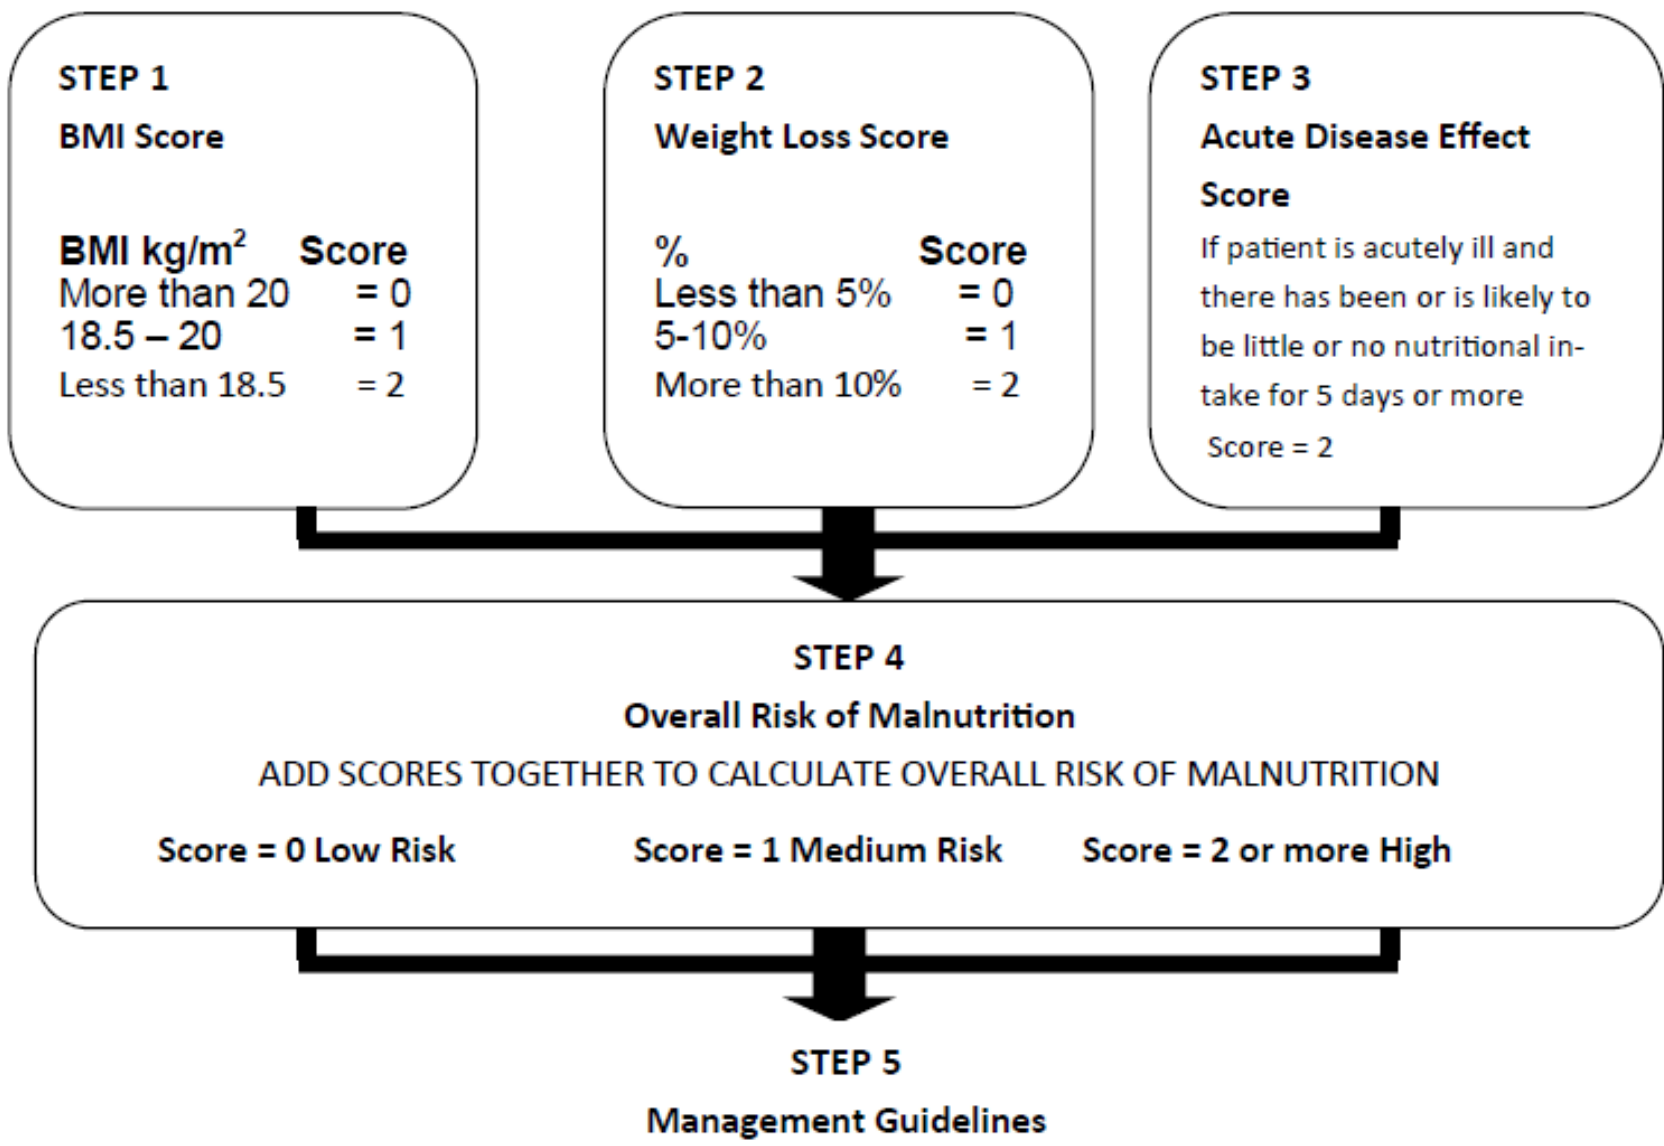 STEP 1
BMI Score
BMI kg/m² Score
More than 20 = 0
18.5 – 20 = 1
Less than 18.5 = 2
STEP 2
Weight Loss Score
% Score
Less than 5% = 0
5-10% = 1
More than 10% = 2
STEP 3
Acute Disease Effect
Score
If patient is acutely ill and
there has been or is likely to
be little or no nutritional in-
take for 5 days or more
Score = 2
STEP 4
Overall Risk of Malnutrition
ADD SCORES TOGETHER TO CALCULATE OVERALL RISK OF MALNUTRITION
Score = 0 Low Risk Score = 1 Medium Risk Score = 2 or more High
STEP 5
Management Guidelines